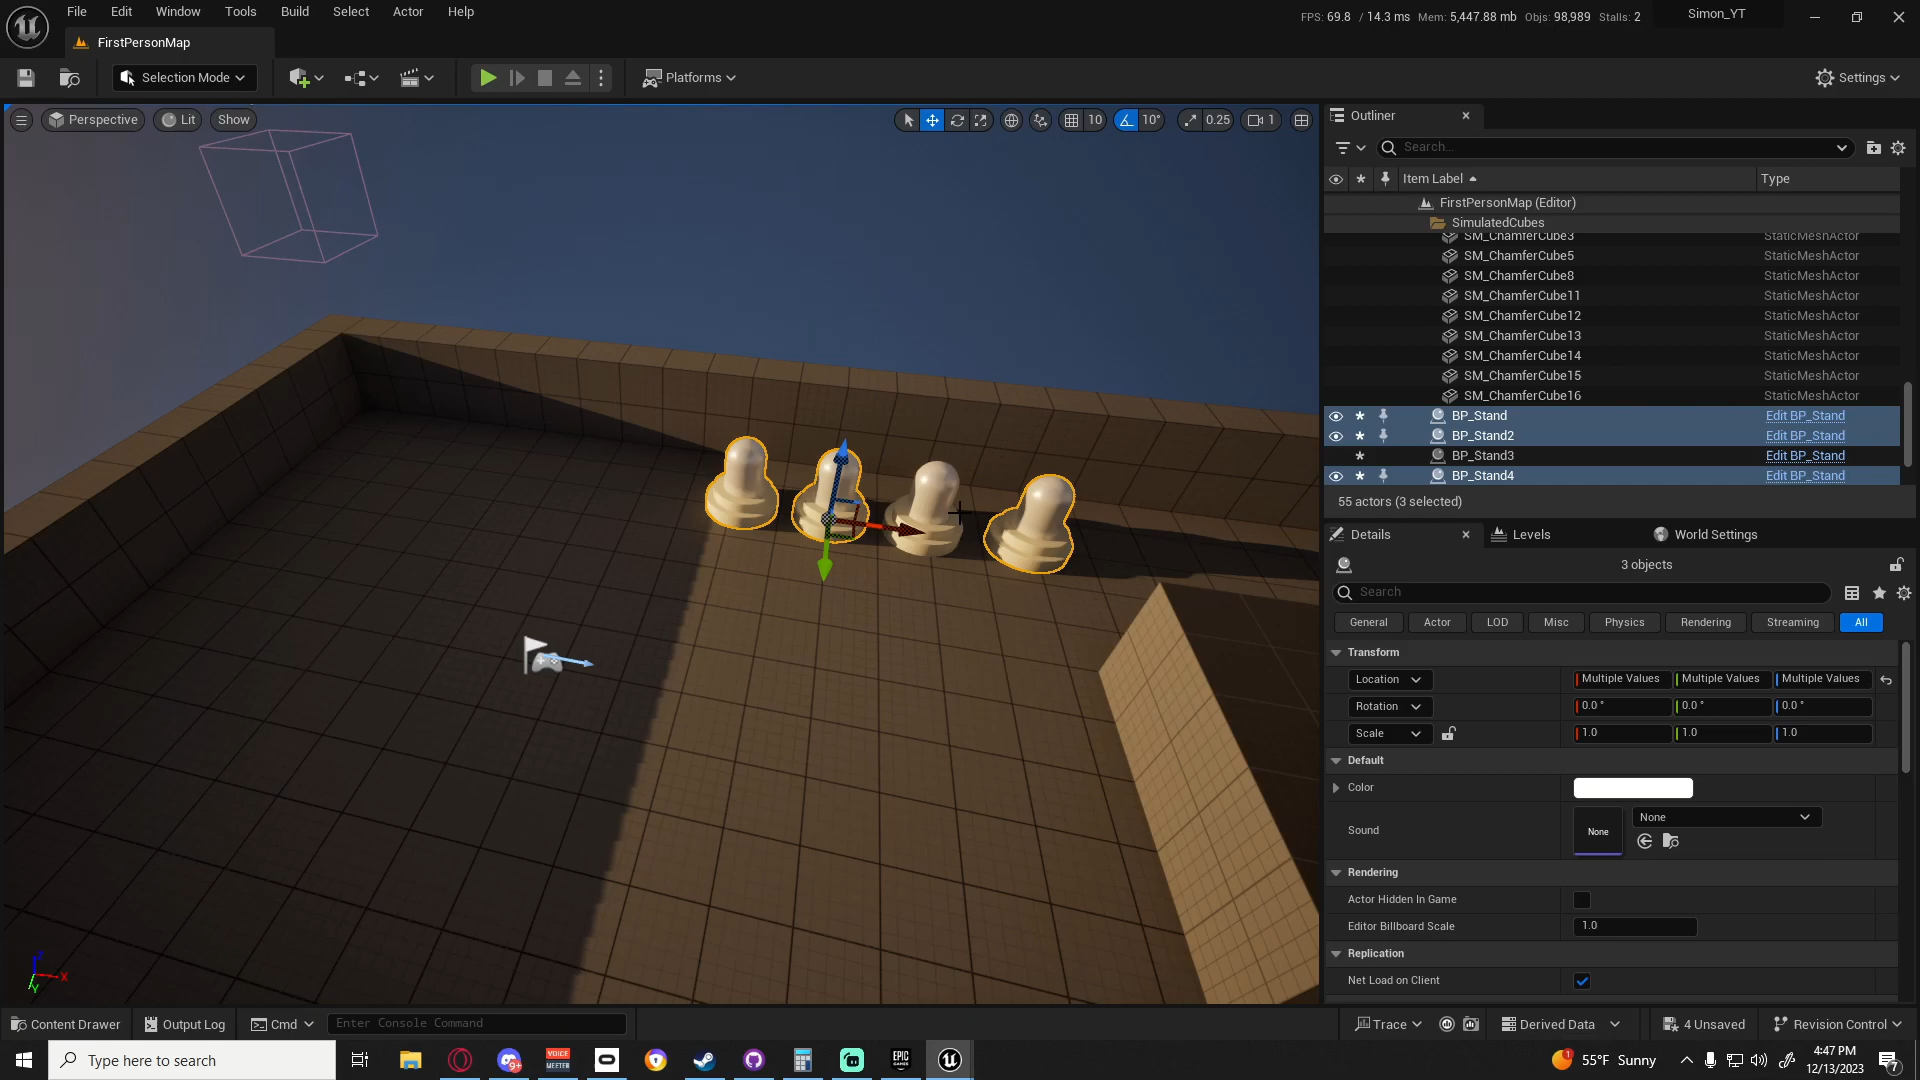 File Edit Window Tools Build Select Actor Help
FPS: 69.8 / 14.3 ms Mem: 5,447.88 mb Objs: 98,989 Stalls: 2
Simon_YT
FirstPersonMap
Selection Mode
Platforms
Settings
Perspective Lit Show
10 10° 0.25 1
Outliner
Search...
Item Label Type
FirstPersonMap (Editor)
SimulatedCubes
SM_ChamferCube3 StaticMeshActor
SM_ChamferCube5 StaticMeshActor
SM_ChamferCube8 StaticMeshActor
SM_ChamferCube11 StaticMeshActor
SM_ChamferCube12 StaticMeshActor
SM_ChamferCube13 StaticMeshActor
SM_ChamferCube14 StaticMeshActor
SM_ChamferCube15 StaticMeshActor
SM_ChamferCube16 StaticMeshActor
BP_Stand Edit BP_Stand
BP_Stand2 Edit BP_Stand
BP_Stand3 Edit BP_Stand
BP_Stand4 Edit BP_Stand
55 actors (3 selected)
Details Levels World Settings
3 objects
Search
General Actor LOD Misc Physics Rendering Streaming All
Transform
Location Multiple Values Multiple Values Multiple Values
Rotation 0.0 ° 0.0 ° 0.0 °
Scale 1.0 1.0 1.0
Default
Color
Sound None None
Rendering
Actor Hidden In Game
Editor Billboard Scale 1.0
Replication
Net Load on Client
X
Y
Z
Content Drawer Output Log Cmd Enter Console Command
Trace Derived Data 4 Unsaved Revision Control
Type here to search
9+
VOICE
MEETER
EPIC
GAMES
1
55°F Sunny
4:47 PM
12/13/2023
7